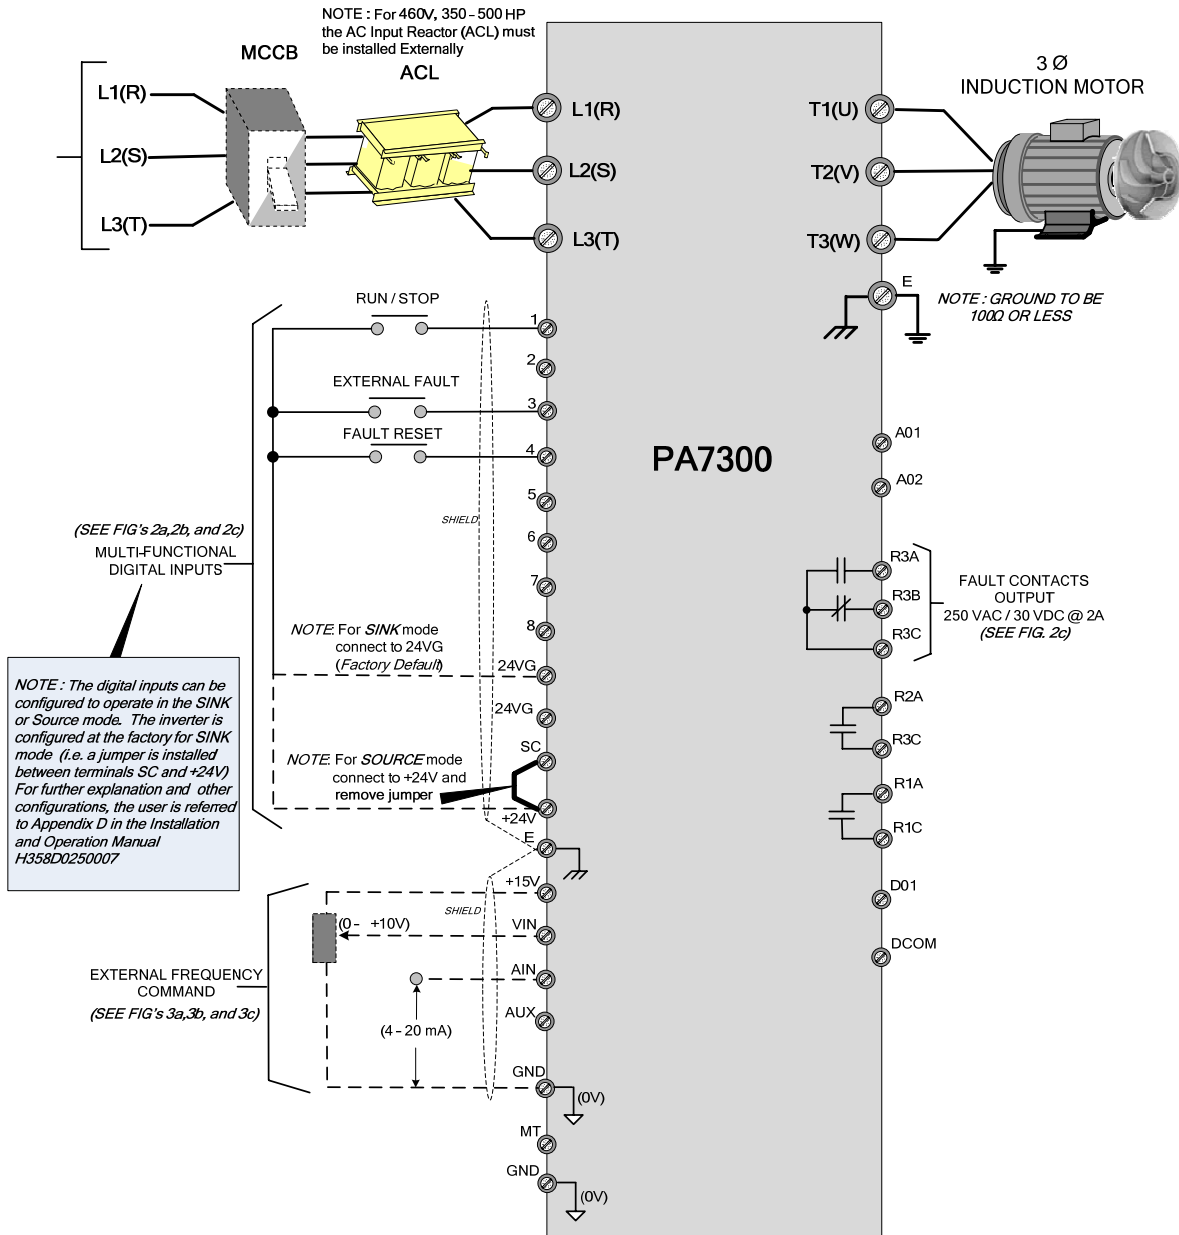 NOTE : For 460V, 350 - 500 HP
the AC Input Reactor (ACL) must
be installed Externally
MCCB
ACL
3 Ø
INDUCTION MOTOR
L1(R)
L2(S)
L3(T)
L1(R)
L2(S)
L3(T)
T1(U)
T2(V)
T3(W)
E
NOTE : GROUND TO BE
100Ω OR LESS
PA7300
RUN / STOP
EXTERNAL FAULT
FAULT RESET
1
2
3
4
5
6
7
8
24VG
24VG
SC
+24V
E
SHIELD
(SEE FIG's 2a,2b, and 2c)
MULTI-FUNCTIONAL
DIGITAL INPUTS
NOTE: For SINK mode
connect to 24VG
(Factory Default)
NOTE: For SOURCE mode
connect to +24V and
remove jumper
NOTE : The digital inputs can be
configured to operate in the SINK
or Source mode. The inverter is
configured at the factory for SINK
mode (i.e. a jumper is installed
between terminals SC and +24V)
For further explanation and other
configurations, the user is referred
to Appendix D in the Installation
and Operation Manual
H358D0250007
+15V
SHIELD
(0 - +10V)
VIN
AIN
AUX
(4 - 20 mA)
GND
(0V)
MT
GND
(0V)
EXTERNAL FREQUENCY
COMMAND
(SEE FIG's 3a,3b, and 3c)
A01
A02
R3A
R3B
R3C
FAULT CONTACTS
OUTPUT
250 VAC / 30 VDC @ 2A
(SEE FIG. 2c)
R2A
R3C
R1A
R1C
D01
DCOM